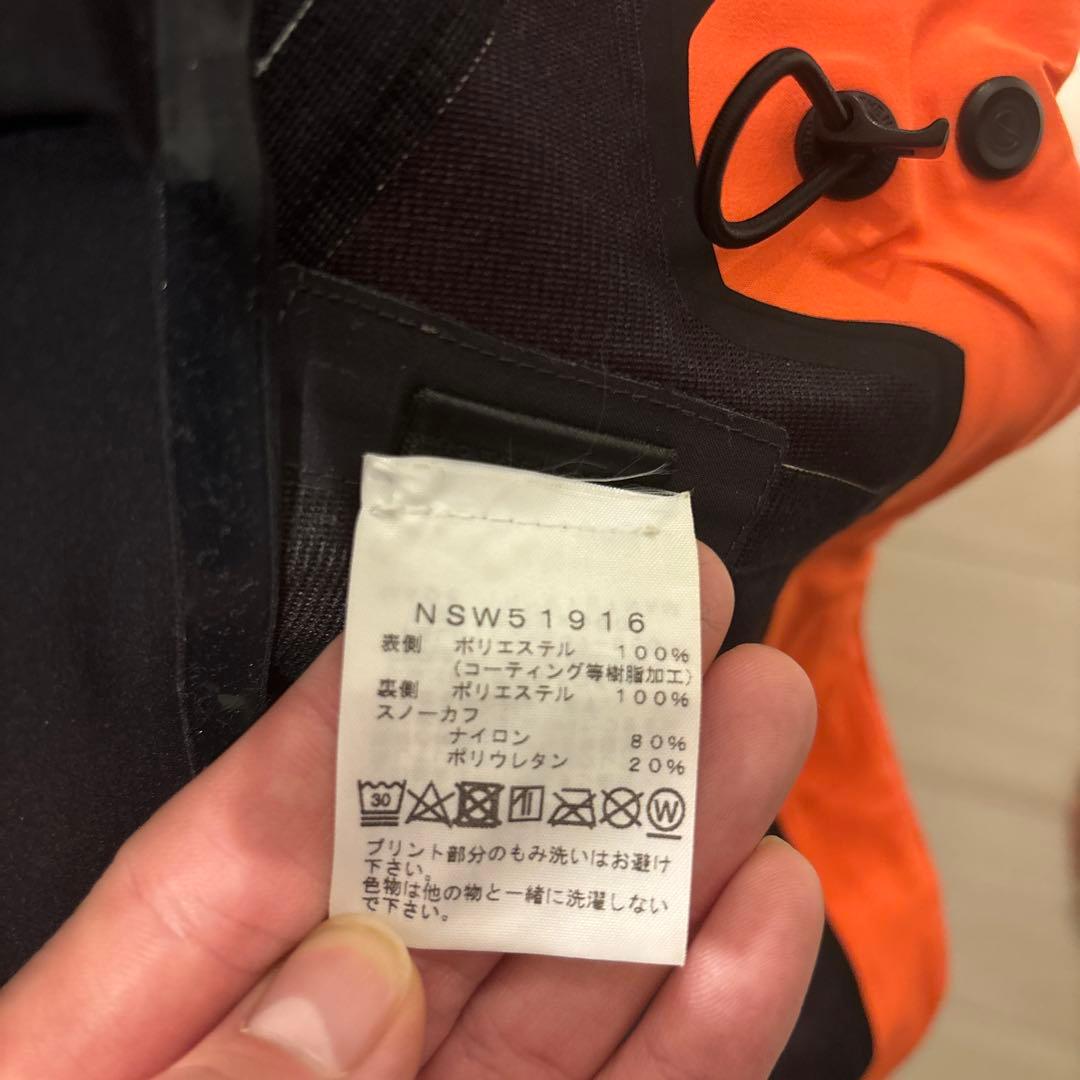 NSW51916
表側 ポリエステル 100%
(コーティング等樹脂加工)
裏側 ポリエステル 100%
スノーカフ
ナイロン 80%
ポリウレタン 20%
30 W
プリント部分のもみ洗いはお避け
下さい。
色物は他の物と一緒に洗濯しない
で下さい。